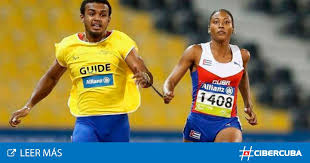 GUIDE
Allianz
CUBA
Allianz
1408
LEER MÁS
#CIBERCUBA